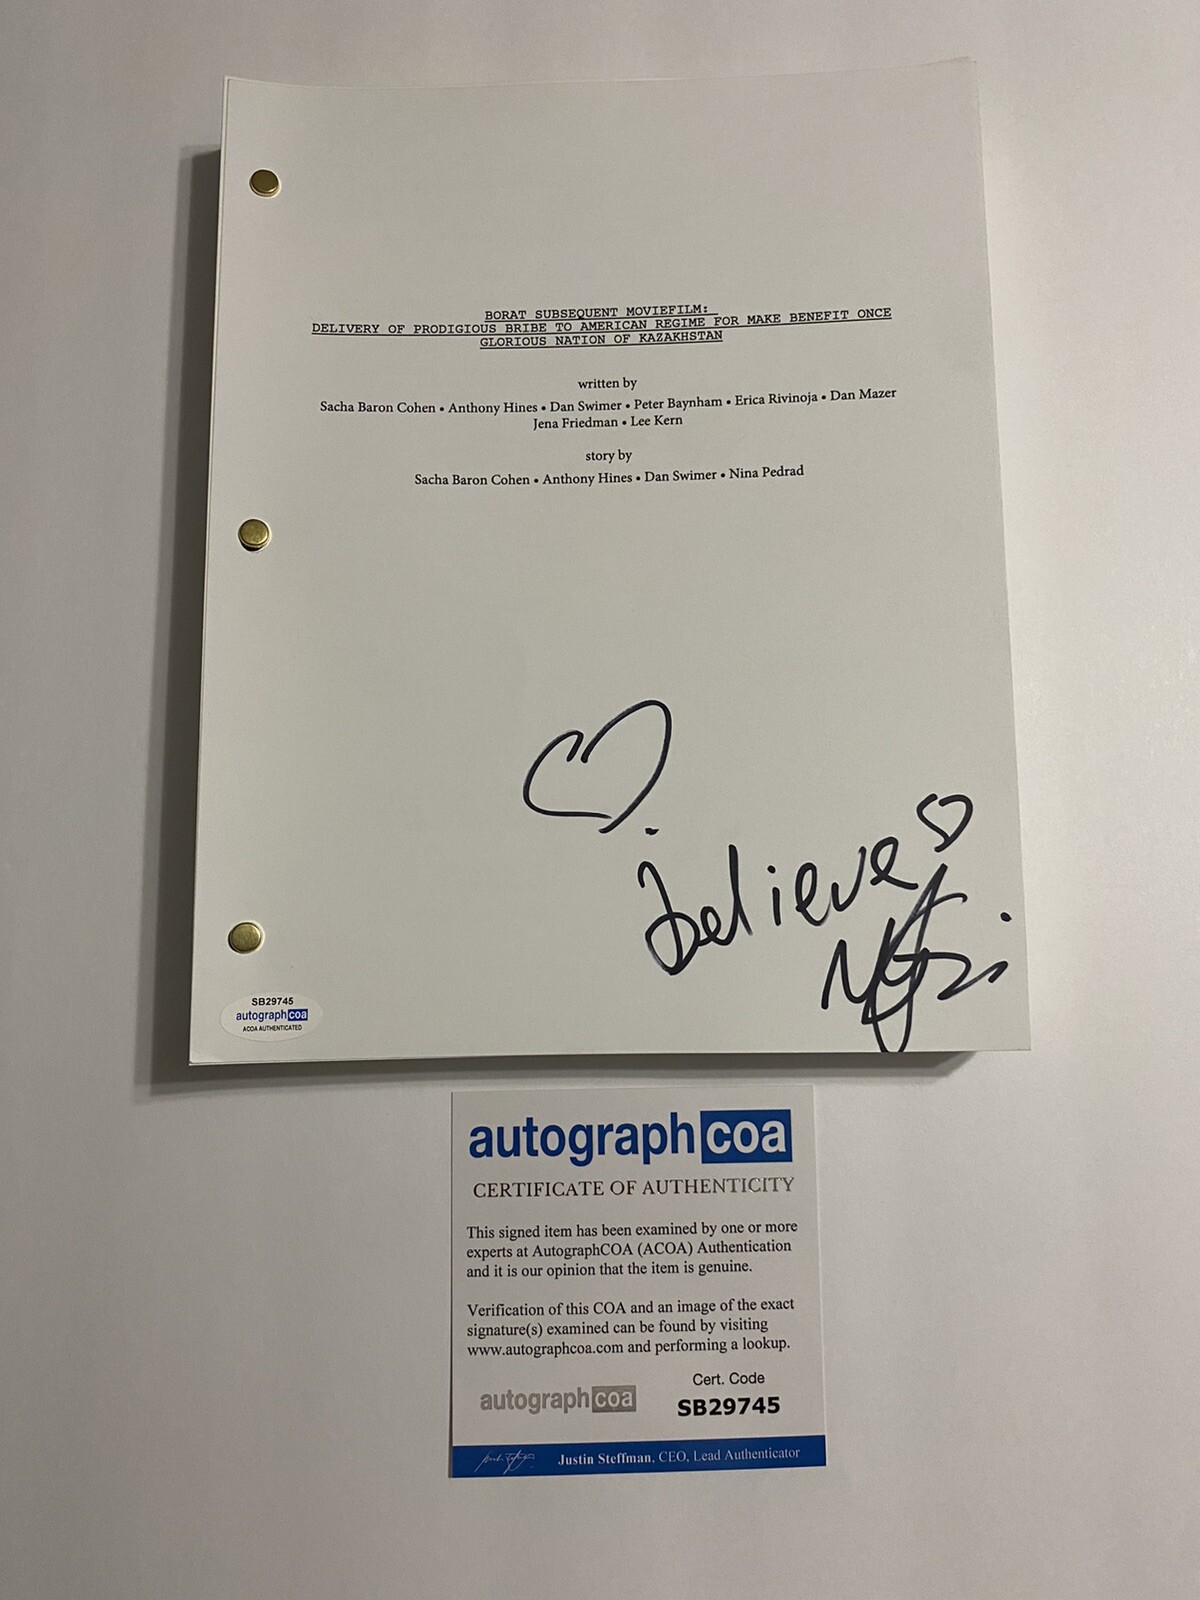 BORAT SUBSEQUENT MOVIEFILM:
DELIVERY OF PRODIGIOUS BRIBE TO AMERICAN REGIME FOR MAKE BENEFIT ONCE
GLORIOUS NATION OF KAZAKHSTAN
written by
Sacha Baron Cohen • Anthony Hines • Dan Swimer • Peter Baynham • Erica Rivinoja • Dan Mazer
Jena Friedman • Lee Kern
story by
Sacha Baron Cohen • Anthony Hines • Dan Swimer • Nina Pedrad
believe
SB29745
autographcoa
ACOA AUTHENTICATED
autographcoa
CERTIFICATE OF AUTHENTICITY
This signed item has been examined by one or more
experts at AutographCOA (ACOA) Authentication
and it is our opinion that the item is genuine.
Verification of this COA and an image of the exact
signature(s) examined can be found by visiting
www.autographcoa.com and performing a lookup.
autographcoa
Cert. Code
SB29745
Justin Steffman, CEO, Lead Authenticator